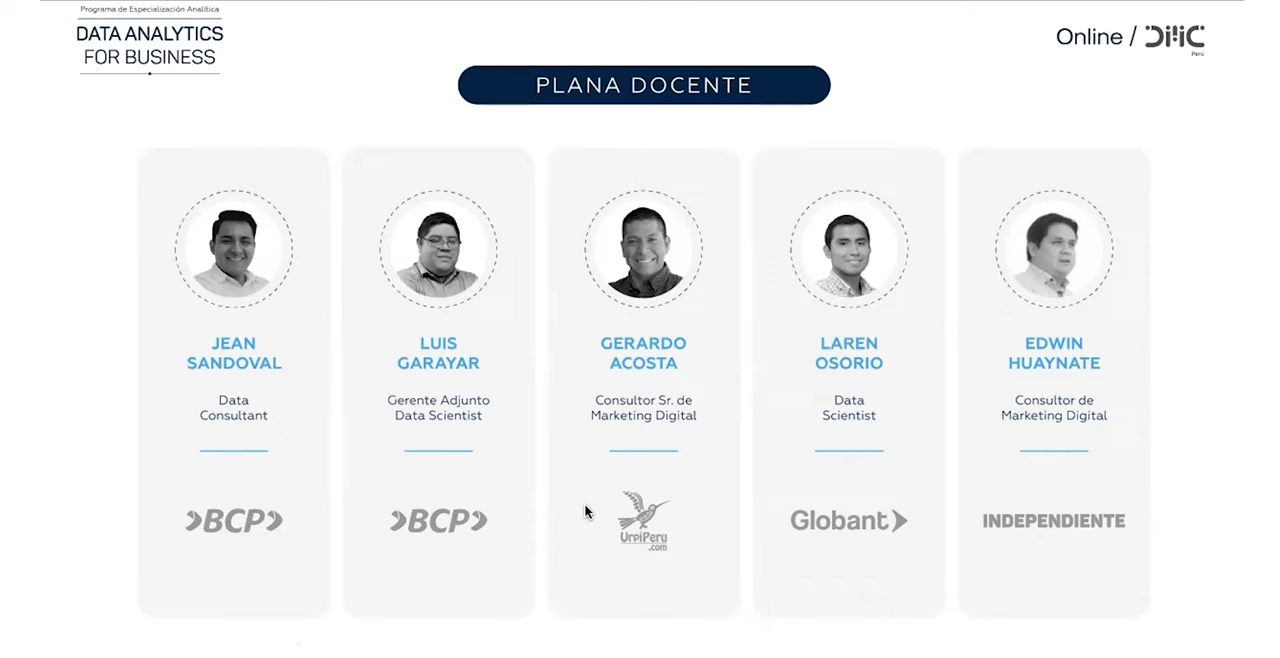 Programa de Especialización Analítica
DATA ANALYTICS
FOR BUSINESS
Online / DMC
Perú
PLANA DOCENTE
JEAN
SANDOVAL
Data
Consultant
BCP
LUIS
GARAYAR
Gerente Adjunto
Data Scientist
BCP
GERARDO
ACOSTA
Consultor Sr. de
Marketing Digital
UrpiPeru
.com
LAREN
OSORIO
Data
Scientist
Globant
EDWIN
HUAYNATE
Consultor de
Marketing Digital
INDEPENDIENTE